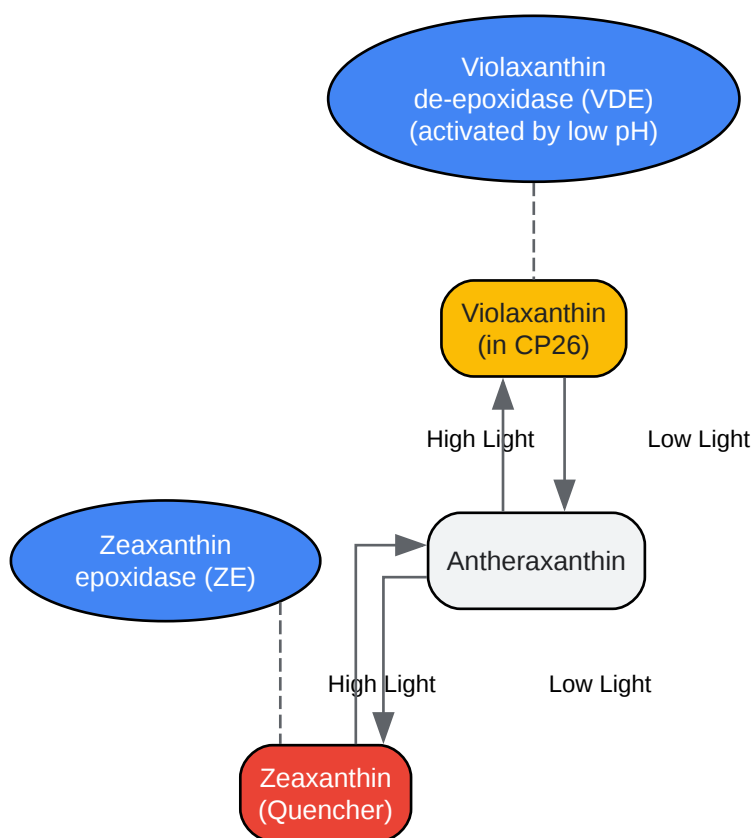 Violaxanthin
de-epoxidase (VDE)
(activated by low pH)
Violaxanthin
(in CP26)
High Light
Low Light
Zeaxanthin
epoxidase (ZE)
Antheraxanthin
High Light
Low Light
Zeaxanthin
(Quencher)